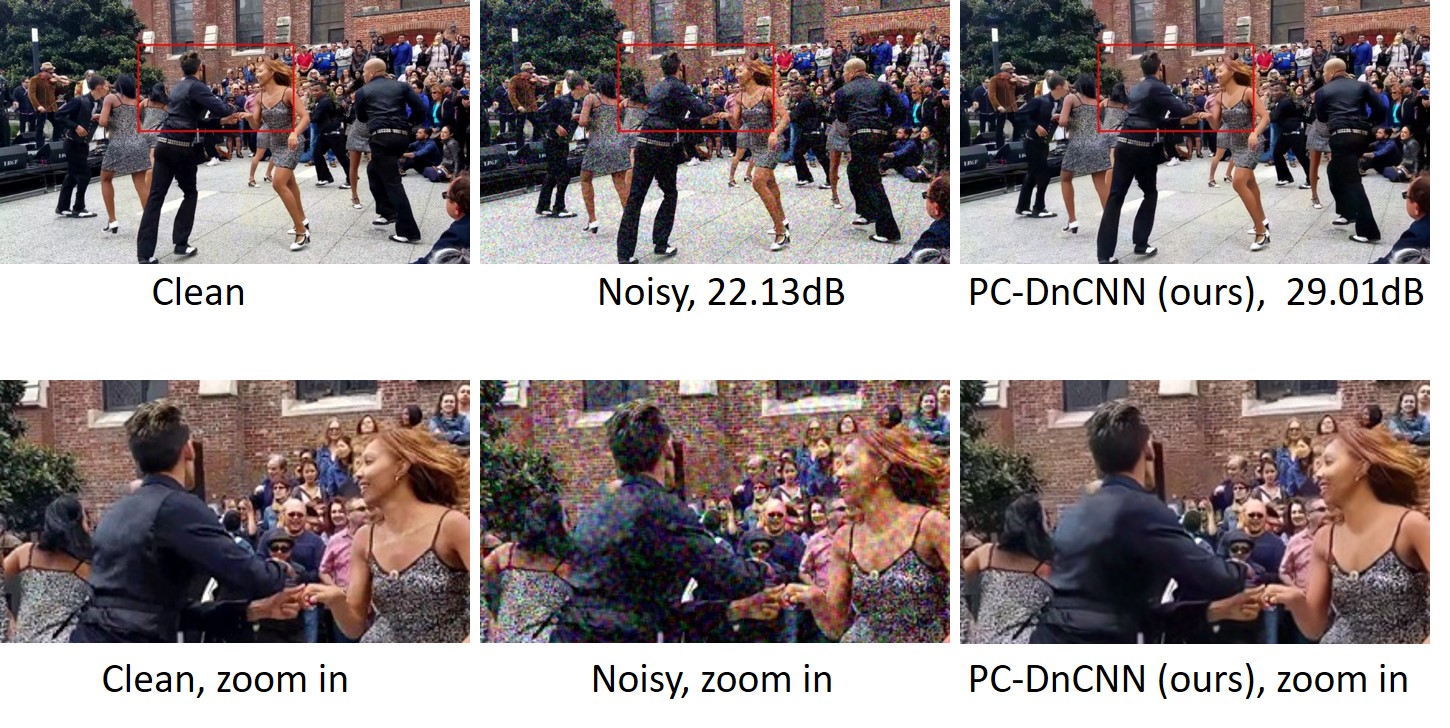 Clean
Noisy, 22.13dB
PC-DnCNN (ours), 29.01dB
Clean, zoom in
Noisy, zoom in
PC-DnCNN (ours), zoom in